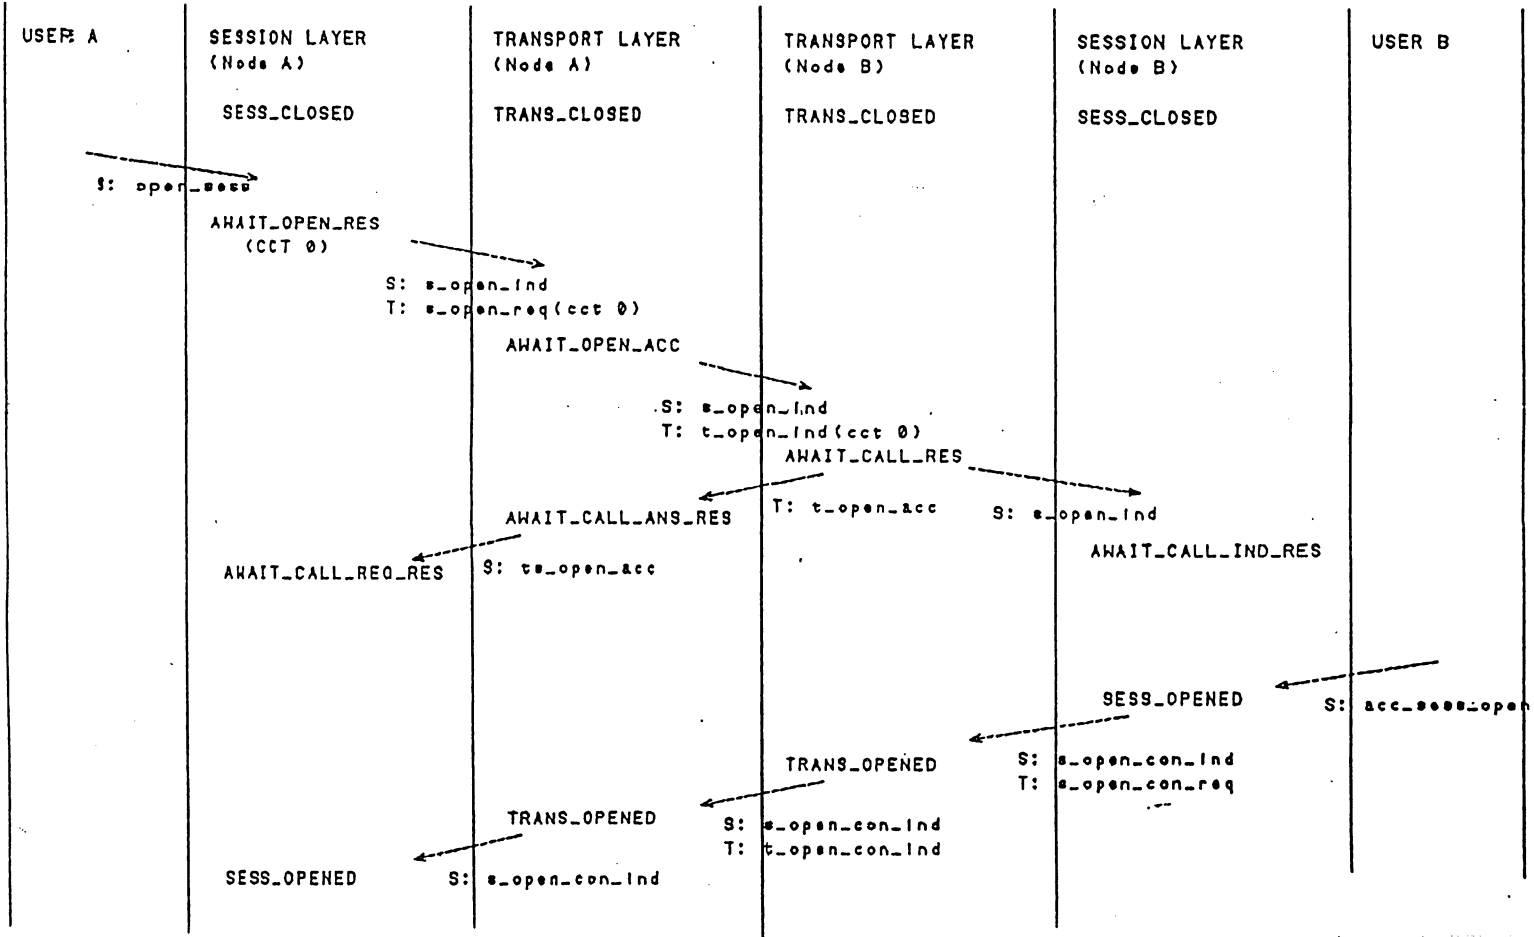 USER A
SESSION LAYER
(Node A)
TRANSPORT LAYER
(Node A)
TRANSPORT LAYER
(Node B)
SESSION LAYER
(Node B)
USER B
SESS_CLOSED
TRANS_CLOSED
TRANS_CLOSED
SESS_CLOSED
S: open_sess
AWAIT_OPEN_RES
(CCT 0)
S: s_open_ind
T: s_open_req(cct 0)
AWAIT_OPEN_ACC
S: s_open_ind
T: t_open_ind(cct 0)
AWAIT_CALL_RES
T: t_open_acc
S: s_open_ind
AWAIT_CALL_ANS_RES
AWAIT_CALL_IND_RES
S: ts_open_acc
AWAIT_CALL_REQ_RES
SESS_OPENED
S: acc_sess_open
S: s_open_con_ind
T: s_open_con_req
TRANS_OPENED
TRANS_OPENED
S: s_open_con_ind
T: t_open_con_ind
SESS_OPENED
S: s_open_con_ind